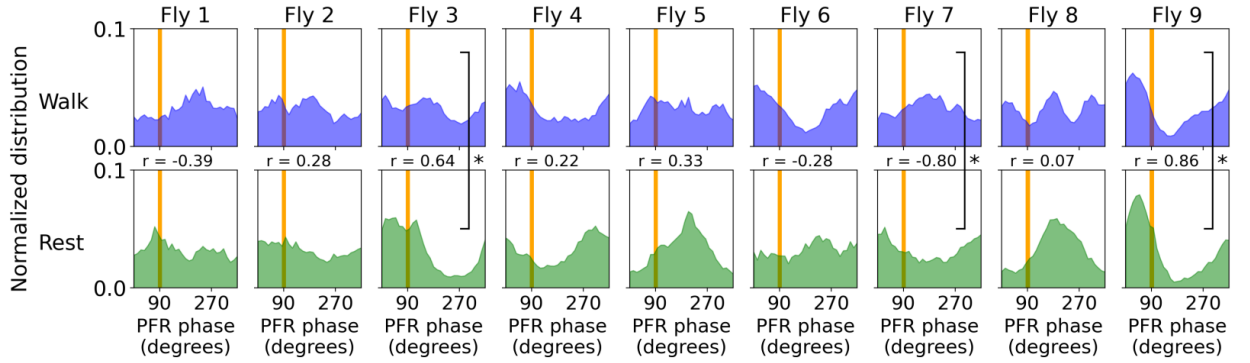 Fly 1 Fly 2 Fly 3 Fly 4 Fly 5 Fly 6 Fly 7 Fly 8 Fly 9
Normalized distribution
0.1
Walk
0.0
r = -0.39 r = 0.28 r = 0.64 * r = 0.22 r = 0.33 r = -0.28 r = -0.80 * r = 0.07 r = 0.86 *
0.1
Rest
0.0
90 270 90 270 90 270 90 270 90 270 90 270 90 270 90 270 90 270
PFR phase PFR phase PFR phase PFR phase PFR phase PFR phase PFR phase PFR phase PFR phase
(degrees) (degrees) (degrees) (degrees) (degrees) (degrees) (degrees) (degrees) (degrees)